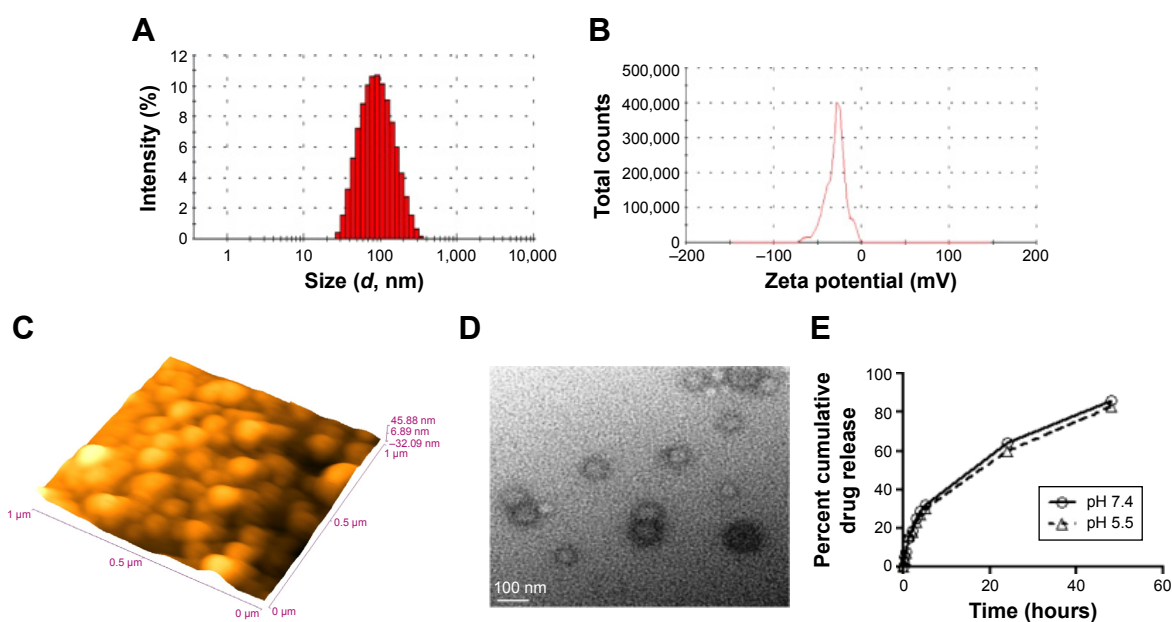 A
12
10
8
6
4
2
0
Intensity (%)
1
10
100
1,000
10,000
Size (d, nm)
B
500,000
400,000
300,000
200,000
100,000
0
Total counts
–200
–100
0
100
200
Zeta potential (mV)
C
45.88 nm
6.89 nm
–32.09 nm
1 µm
0.5 µm
0 µm
1 µm
0.5 µm
0 µm
D
100 nm
E
100
80
60
40
20
0
Percent cumulative
drug release
pH 7.4
pH 5.5
0
20
40
60
Time (hours)